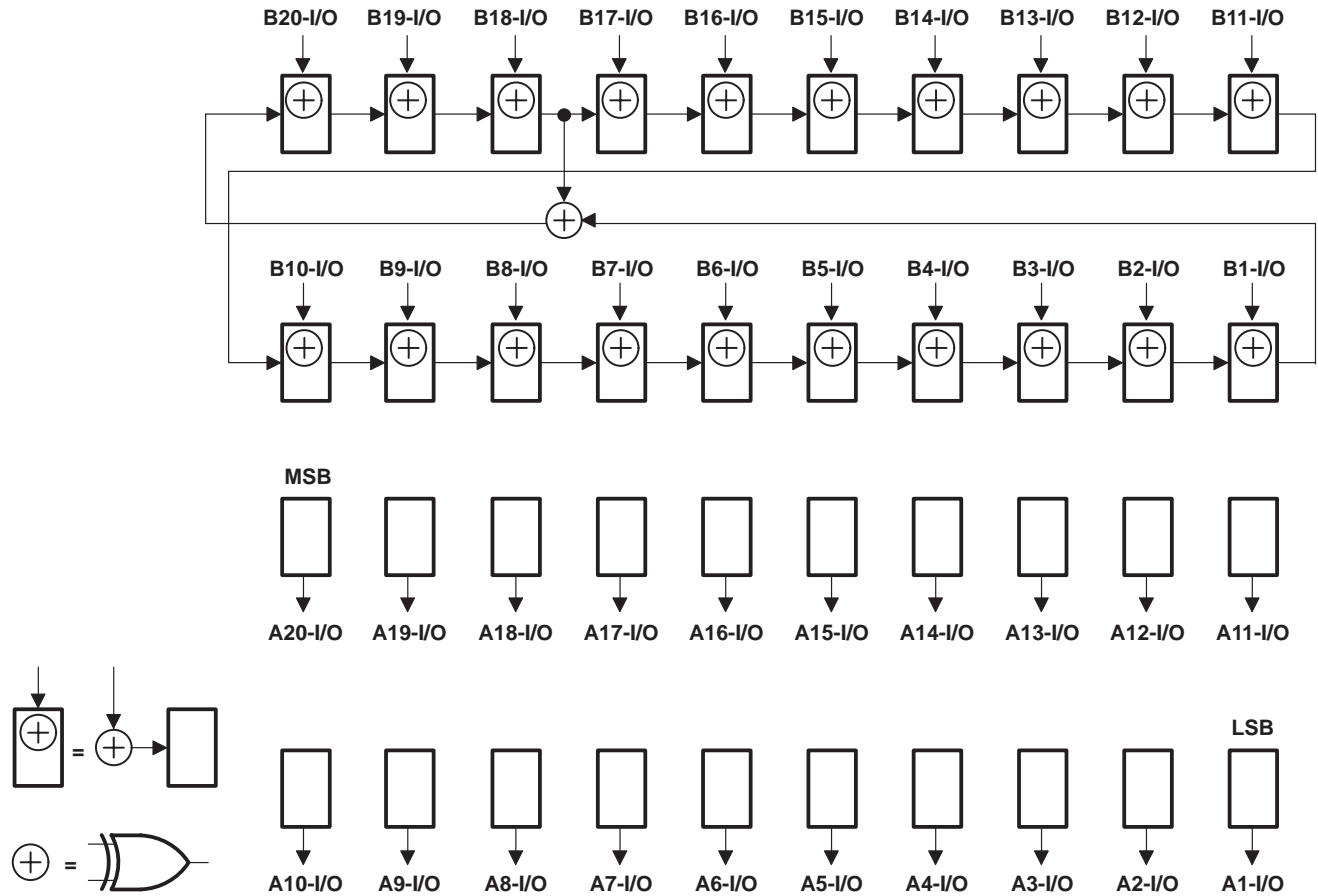 B20-I/O B19-I/O B18-I/O B17-I/O B16-I/O B15-I/O B14-I/O B13-I/O B12-I/O B11-I/O
B10-I/O B9-I/O B8-I/O B7-I/O B6-I/O B5-I/O B4-I/O B3-I/O B2-I/O B1-I/O
MSB
A20-I/O A19-I/O A18-I/O A17-I/O A16-I/O A15-I/O A14-I/O A13-I/O A12-I/O A11-I/O
LSB
=
=
A10-I/O A9-I/O A8-I/O A7-I/O A6-I/O A5-I/O A4-I/O A3-I/O A2-I/O A1-I/O